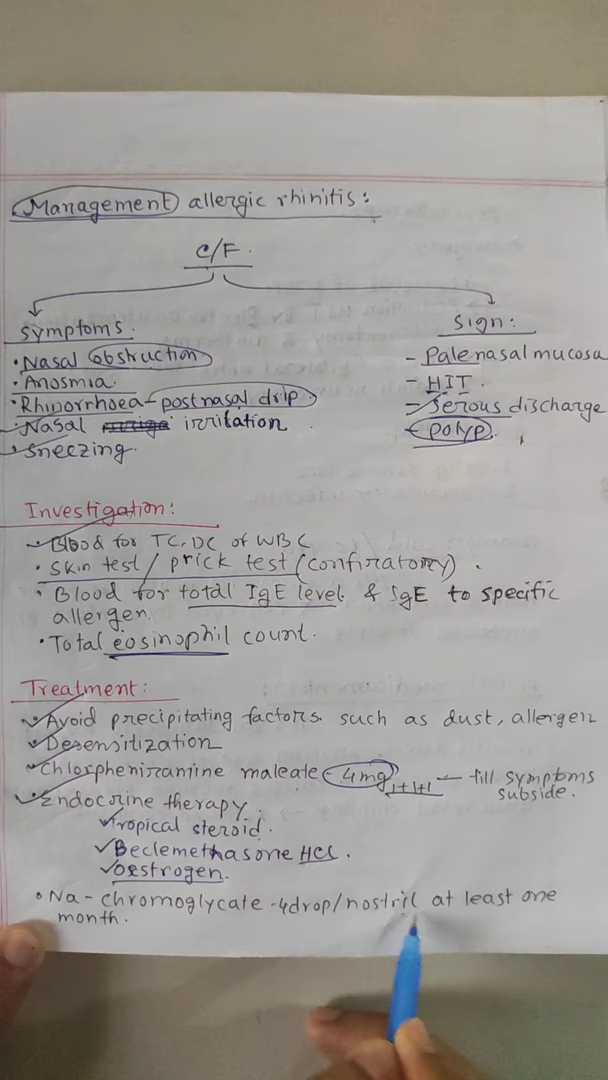 Management allergic rhinitis:
C/F.
Symptoms.
• Nasal obstruction
• Anosmia
• Rhinorrhoea - postnasal drip
- Nasal irritation
- Sneezing.
Sign:
- Pale nasal mucosa
- HIT.
- Serous discharge
- polyp.
Investigation:
- Blood for TC, DC of WBC
• Skin test / prick test (confiratory).
• Blood for total IgE level & IgE to specific
allergen.
• Total eosinophil count.
Treatment:
• Avoid precipitating factors such as dust, allergen
• Desensitization
• Chlorpheniramine maleate - 4mg 1+1+1 — till symptoms
subside.
• Endocrine therapy.
Tropical steroid.
Beclemethasone HCl.
Oestrogen.
• Na - chromoglycate - 4drop/nostril at least one
month.